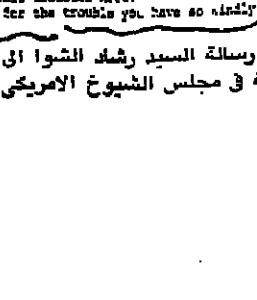 for the trouble you have so kindly
رسالة السيد رشاد الشوا الى
ة في مجلس الشيوخ الامريكي